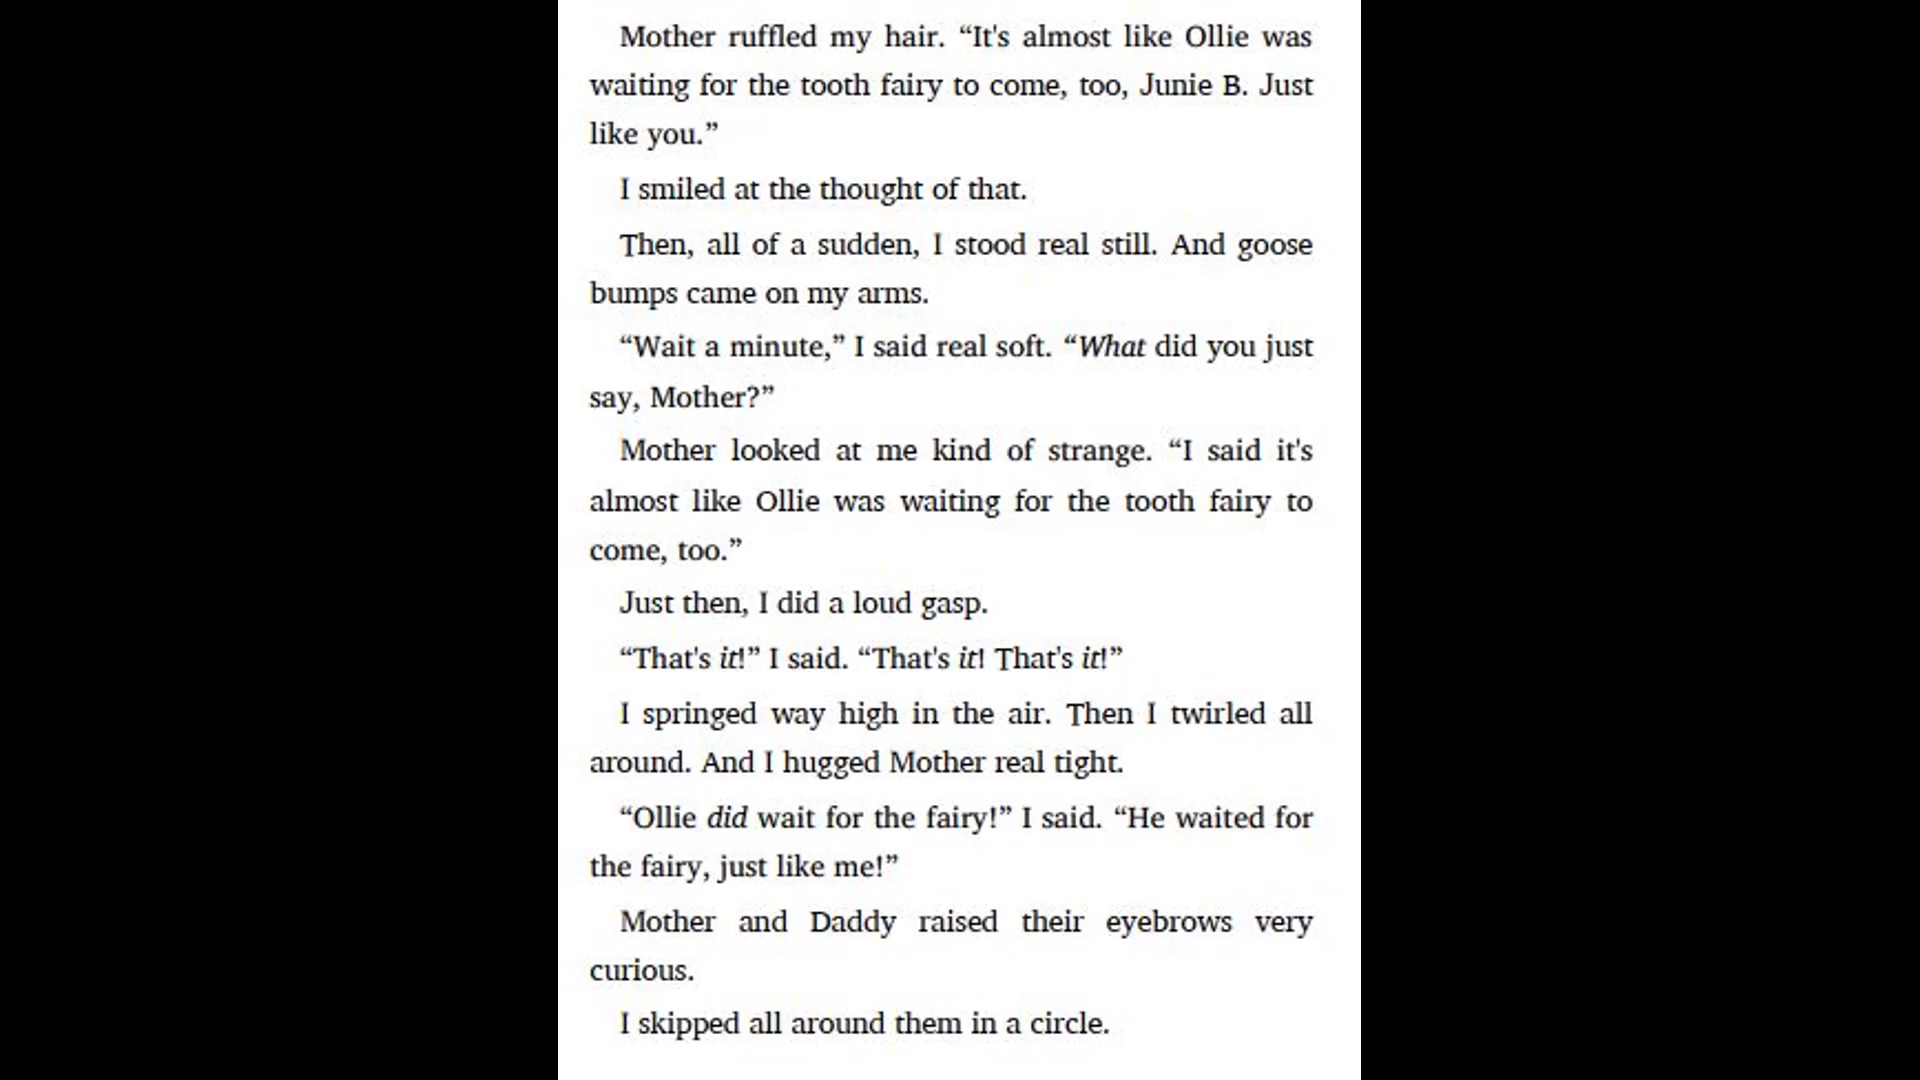 Mother ruffled my hair. “It's almost like Ollie was
waiting for the tooth fairy to come, too, Junie B. Just
like you.”
I smiled at the thought of that.
Then, all of a sudden, I stood real still. And goose
bumps came on my arms.
“Wait a minute,” I said real soft. “What did you just
say, Mother?”
Mother looked at me kind of strange. “I said it's
almost like Ollie was waiting for the tooth fairy to
come, too.”
Just then, I did a loud gasp.
“That's it!” I said. “That's it! That's it!”
I springed way high in the air. Then I twirled all
around. And I hugged Mother real tight.
“Ollie did wait for the fairy!” I said. “He waited for
the fairy, just like me!”
Mother and Daddy raised their eyebrows very
curious.
I skipped all around them in a circle.